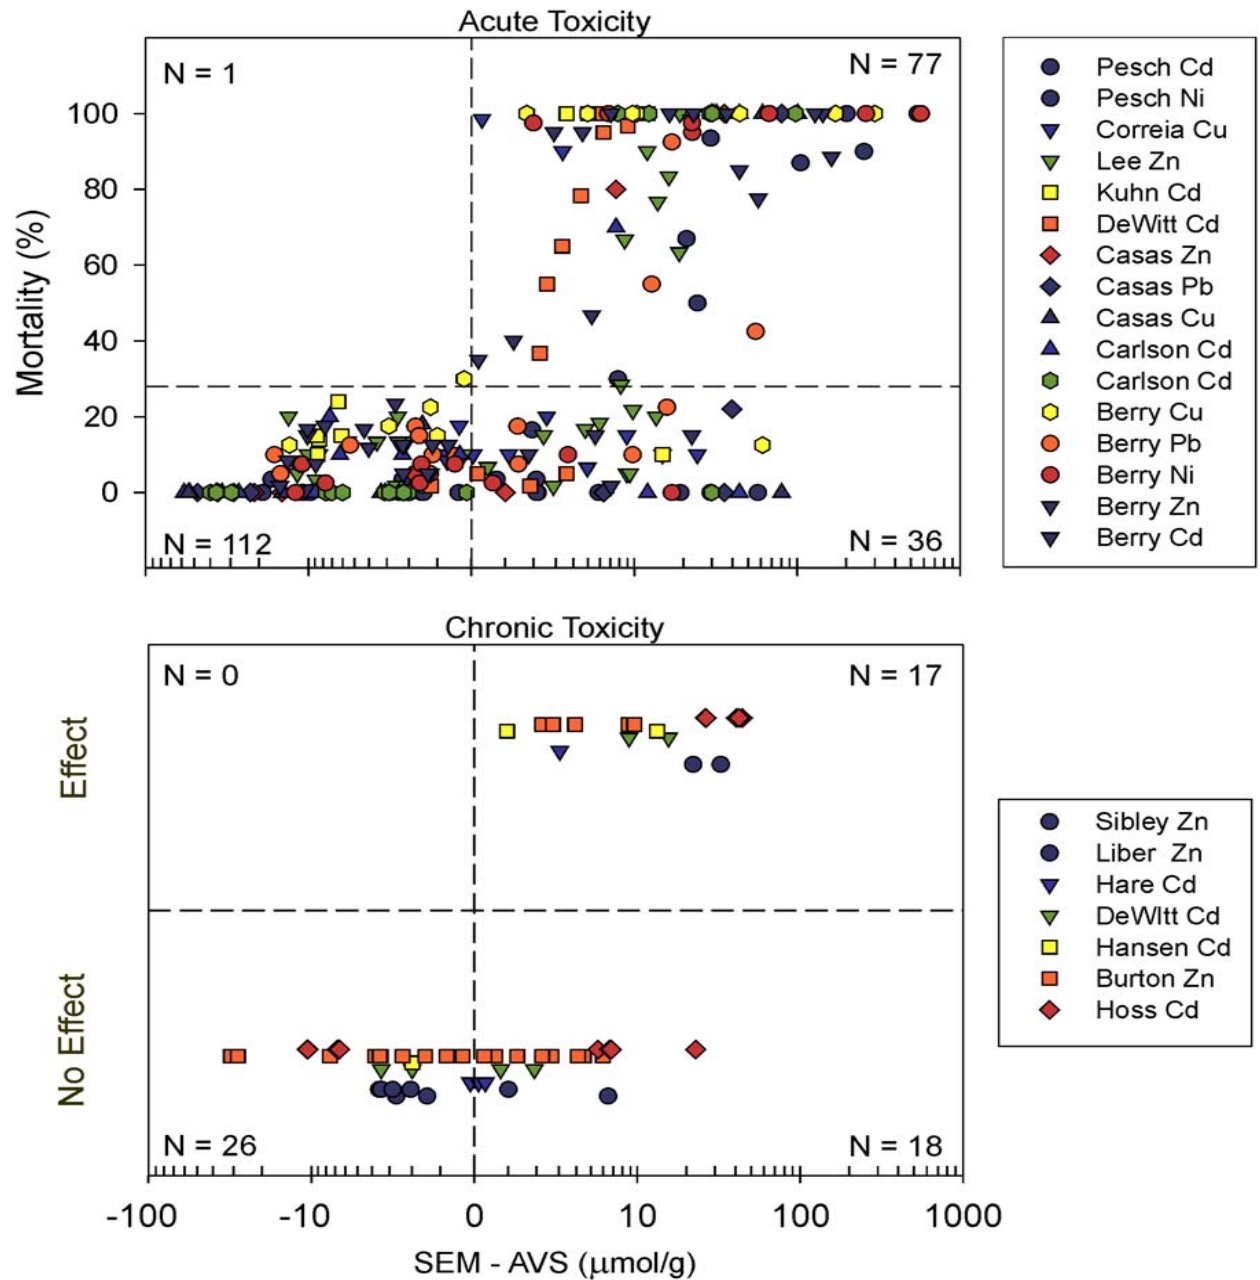 Acute Toxicity
N = 1
N = 77
100
80
60
40
20
0
Mortality (%)
N = 112
N = 36
Pesch Cd
Pesch Ni
Correia Cu
Lee Zn
Kuhn Cd
DeWitt Cd
Casas Zn
Casas Pb
Casas Cu
Carlson Cd
Carlson Cd
Berry Cu
Berry Pb
Berry Ni
Berry Zn
Berry Cd
Chronic Toxicity
N = 0
N = 17
Effect
No Effect
N = 26
N = 18
Sibley Zn
Liber Zn
Hare Cd
DeWItt Cd
Hansen Cd
Burton Zn
Hoss Cd
-100 -10 0 10 100 1000
SEM - AVS (μmol/g)